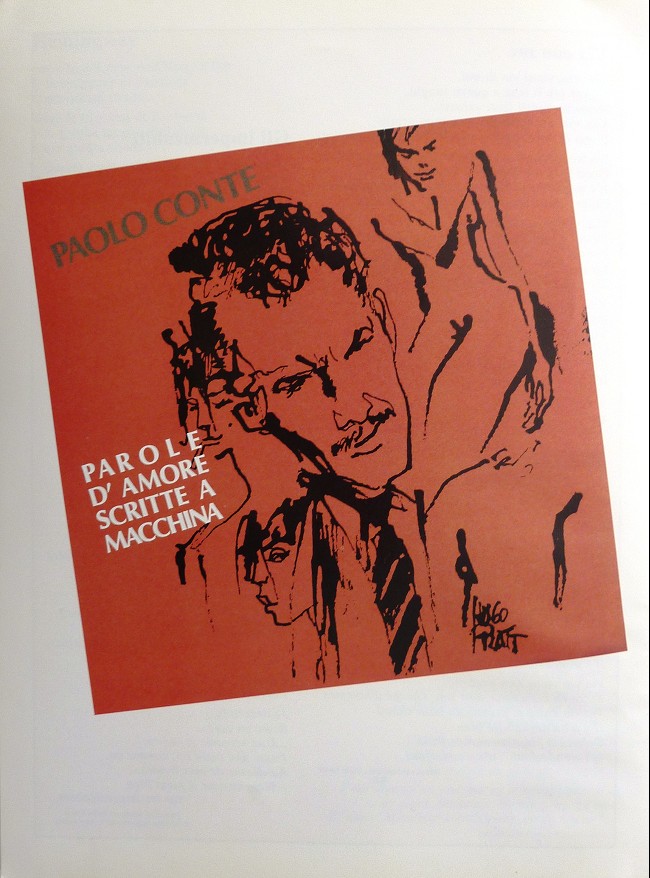 PAOLO CONTE
PAROLE
D' AMORE
SCRITTE A
MACCHINA
HUGO
PRATT